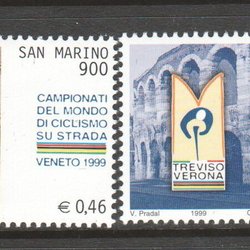 SAN MARINO
900
CAMPIONATI
DEL MONDO
DI CICLISMO
SU STRADA
VENETO 1999
€ 0,46
TREVISO
VERONA
V. Pradal
1999